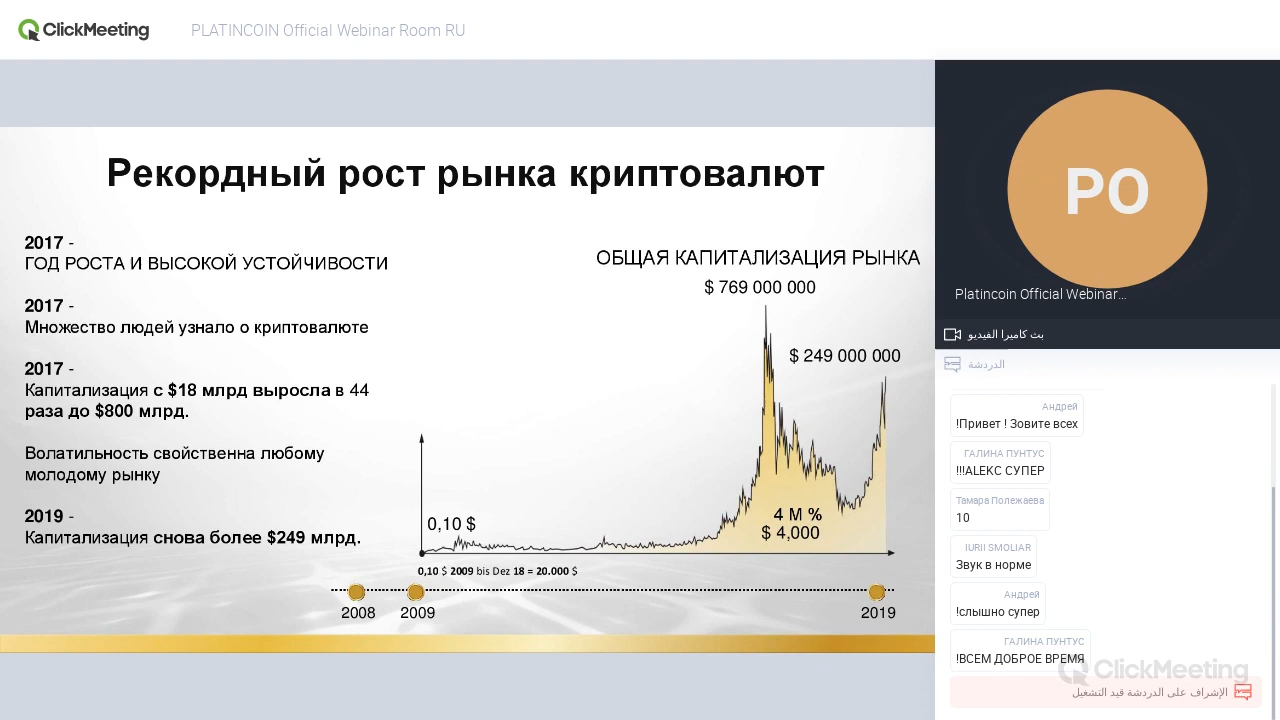 ClickMeeting
PLATINCOIN Official Webinar Room RU
Рекордный рост рынка криптовалют
2017 -
ГОД РОСТА И ВЫСОКОЙ УСТОЙЧИВОСТИ
2017 -
Множество людей узнало о криптовалюте
2017 -
Капитализация с $18 млрд выросла в 44
раза до $800 млрд.
Волатильность свойственна любому
молодому рынку
2019 -
Капитализация снова более $249 млрд.
ОБЩАЯ КАПИТАЛИЗАЦИЯ РЫНКА
$ 769 000 000
$ 249 000 000
0,10 $
4 M %
$ 4,000
0,10 $ 2009 bis Dez 18 = 20.000 $
2008
2009
2019
PO
Platincoin Official Webinar...
بث كاميرا الفيديو
الدردشة
Андрей
!Привет ! Зовите всех
ГАЛИНА ПУНТУС
!!!ALEKC СУПЕР
Тамара Полежаева
10
IURII SMOLIAR
Звук в норме
Андрей
!слышно супер
ГАЛИНА ПУНТУС
!ВСЕМ ДОБРОЕ ВРЕМЯ
ClickMeeting
الإشراف على الدردشة قيد التشغيل